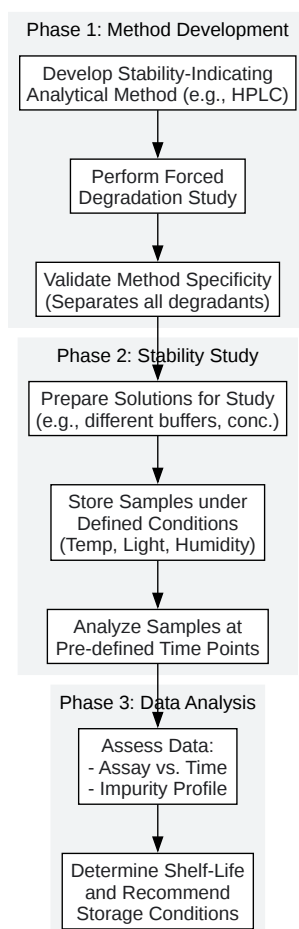 Phase 1: Method Development
Develop Stability-Indicating
Analytical Method (e.g., HPLC)
Perform Forced
Degradation Study
Validate Method Specificity
(Separates all degradants)
Phase 2: Stability Study
Prepare Solutions for Study
(e.g., different buffers, conc.)
Store Samples under
Defined Conditions
(Temp, Light, Humidity)
Analyze Samples at
Pre-defined Time Points
Phase 3: Data Analysis
Assess Data:
- Assay vs. Time
- Impurity Profile
Determine Shelf-Life
and Recommend
Storage Conditions